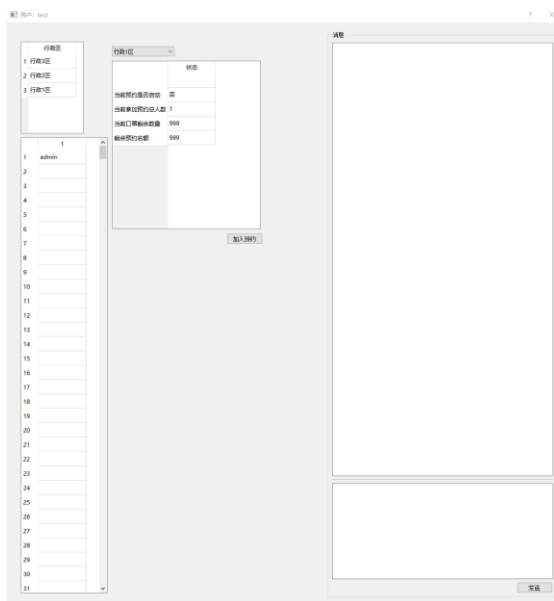 用户: test
? ×
行政区
1 行政3区
2 行政2区
3 行政1区
1
1 admin
2
3
4
5
6
7
8
9
10
11
12
13
14
15
16
17
18
19
20
21
22
23
24
25
26
27
28
29
30
31
行政1区
状态
当前预约是否启动 否
当前参加预约总人数 1
当前口罩剩余数量 999
剩余预约名额 999
加入预约
消息
发送